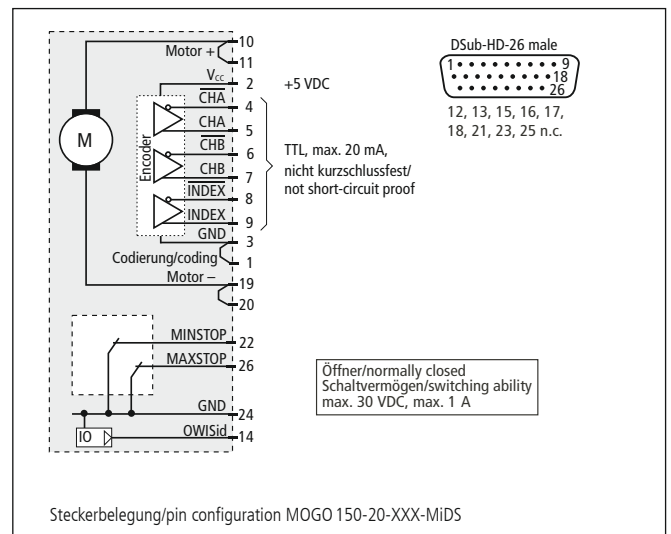 Motor +
10
11
Vcc
2
+5 VDC
Encoder
CHA
4
CHA
5
CHB
6
CHB
7
INDEX
8
INDEX
9
TTL, max. 20 mA,
nicht kurzschlussfest/
not short-circuit proof
GND
3
Codierung/coding
1
M
Motor –
19
20
DSub-HD-26 male
1
9
18
26
12, 13, 15, 16, 17,
18, 21, 23, 25 n.c.
MINSTOP
22
MAXSTOP
26
Öffner/normally closed
Schaltvermögen/switching ability
max. 30 VDC, max. 1 A
GND
24
IO
OWISid
14
Steckerbelegung/pin configuration MOGO 150-20-XXX-MiDS